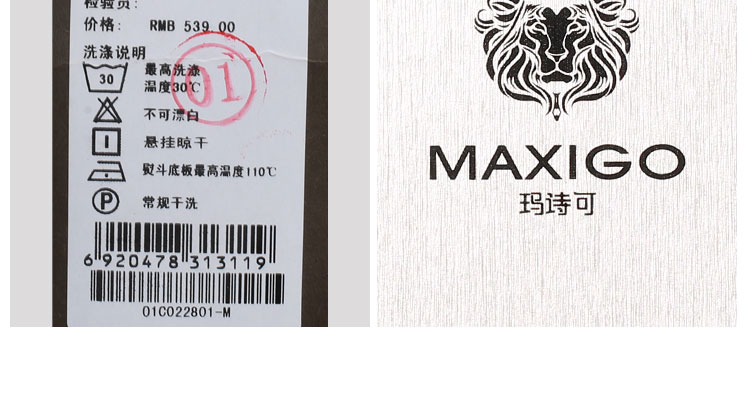 检验员:
价格: RMB 539.00
洗涤说明
30
最高洗涤
温度30℃
01
不可漂白
悬挂晾干
熨斗底板最高温度110℃
P
常规干洗
6 920478 313119
01C022801-M
MAXIGO
玛诗可